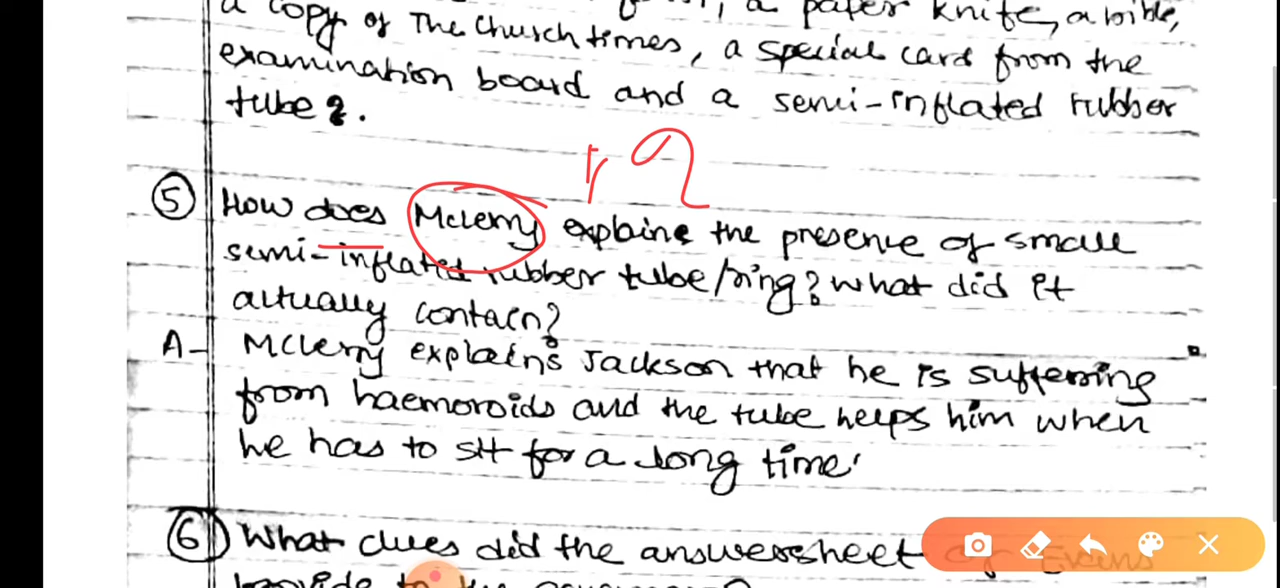 a copy of The Church times, a special card from the
examination board and a semi-inflated rubber
tube.
5 How does Mclerry explaine the presence of small
semi-inflated rubber tube/ring? what did it
actually contain?
A- Mclerry explains Jackson that he is suffering
from haemoroids and the tube helps him when
he has to sit for a long time.
6 What clues did the answersheet of Evans